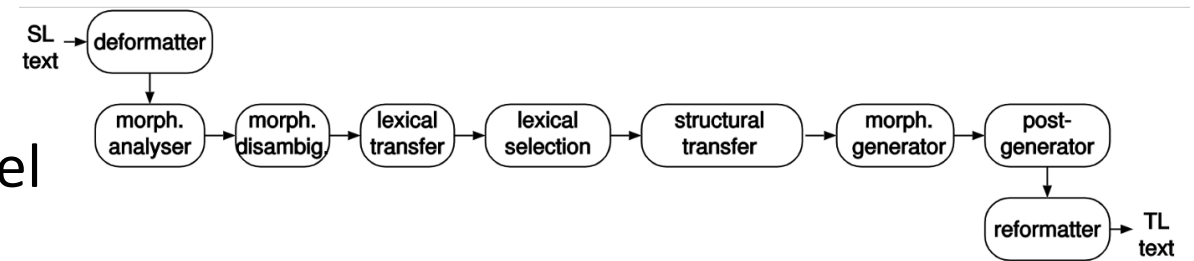 SL
text
deformatter
morph.
analyser
morph.
disambig.
lexical
transfer
lexical
selection
structural
transfer
morph.
generator
post-
generator
el
reformatter
TL
text